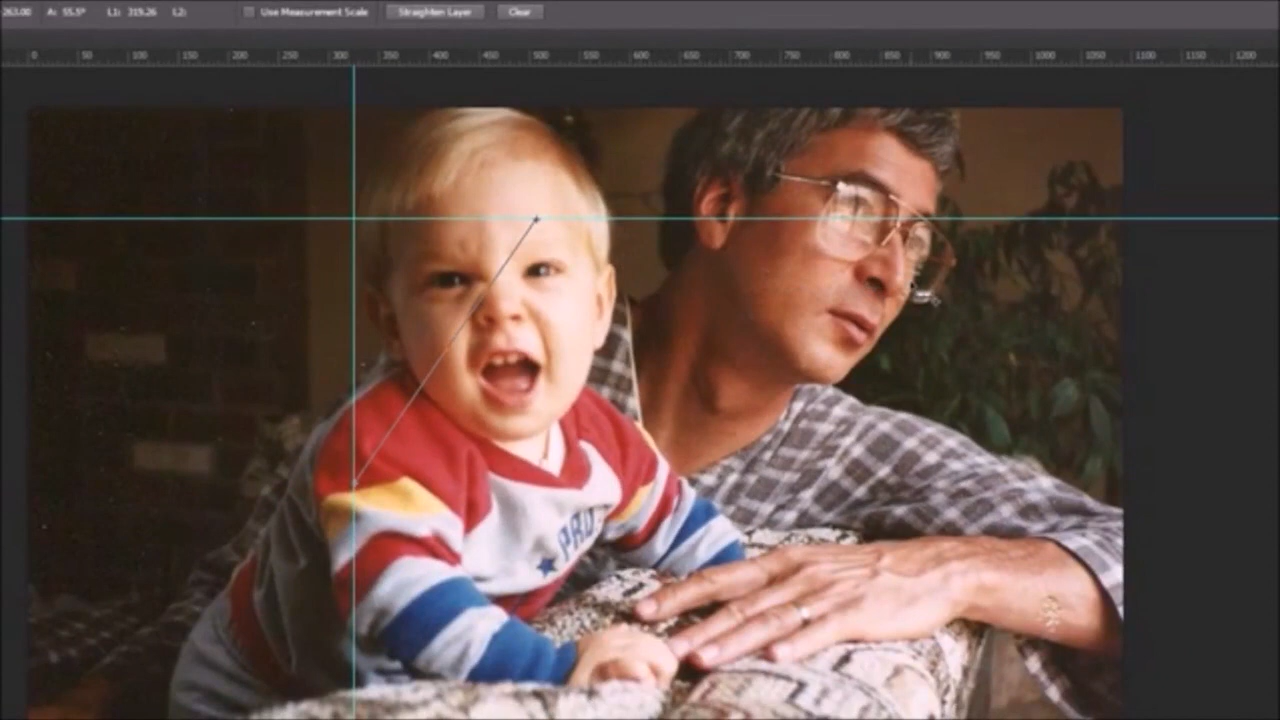 263.00 A: 55.5° L1: 319.26 L2: Use Measurement Scale Straighten Layer Clear
0 50 100 150 200 250 300 350 400 450 500 550 600 650 700 750 800 850 900 950 1000 1050 1100 1150 1200
PRO